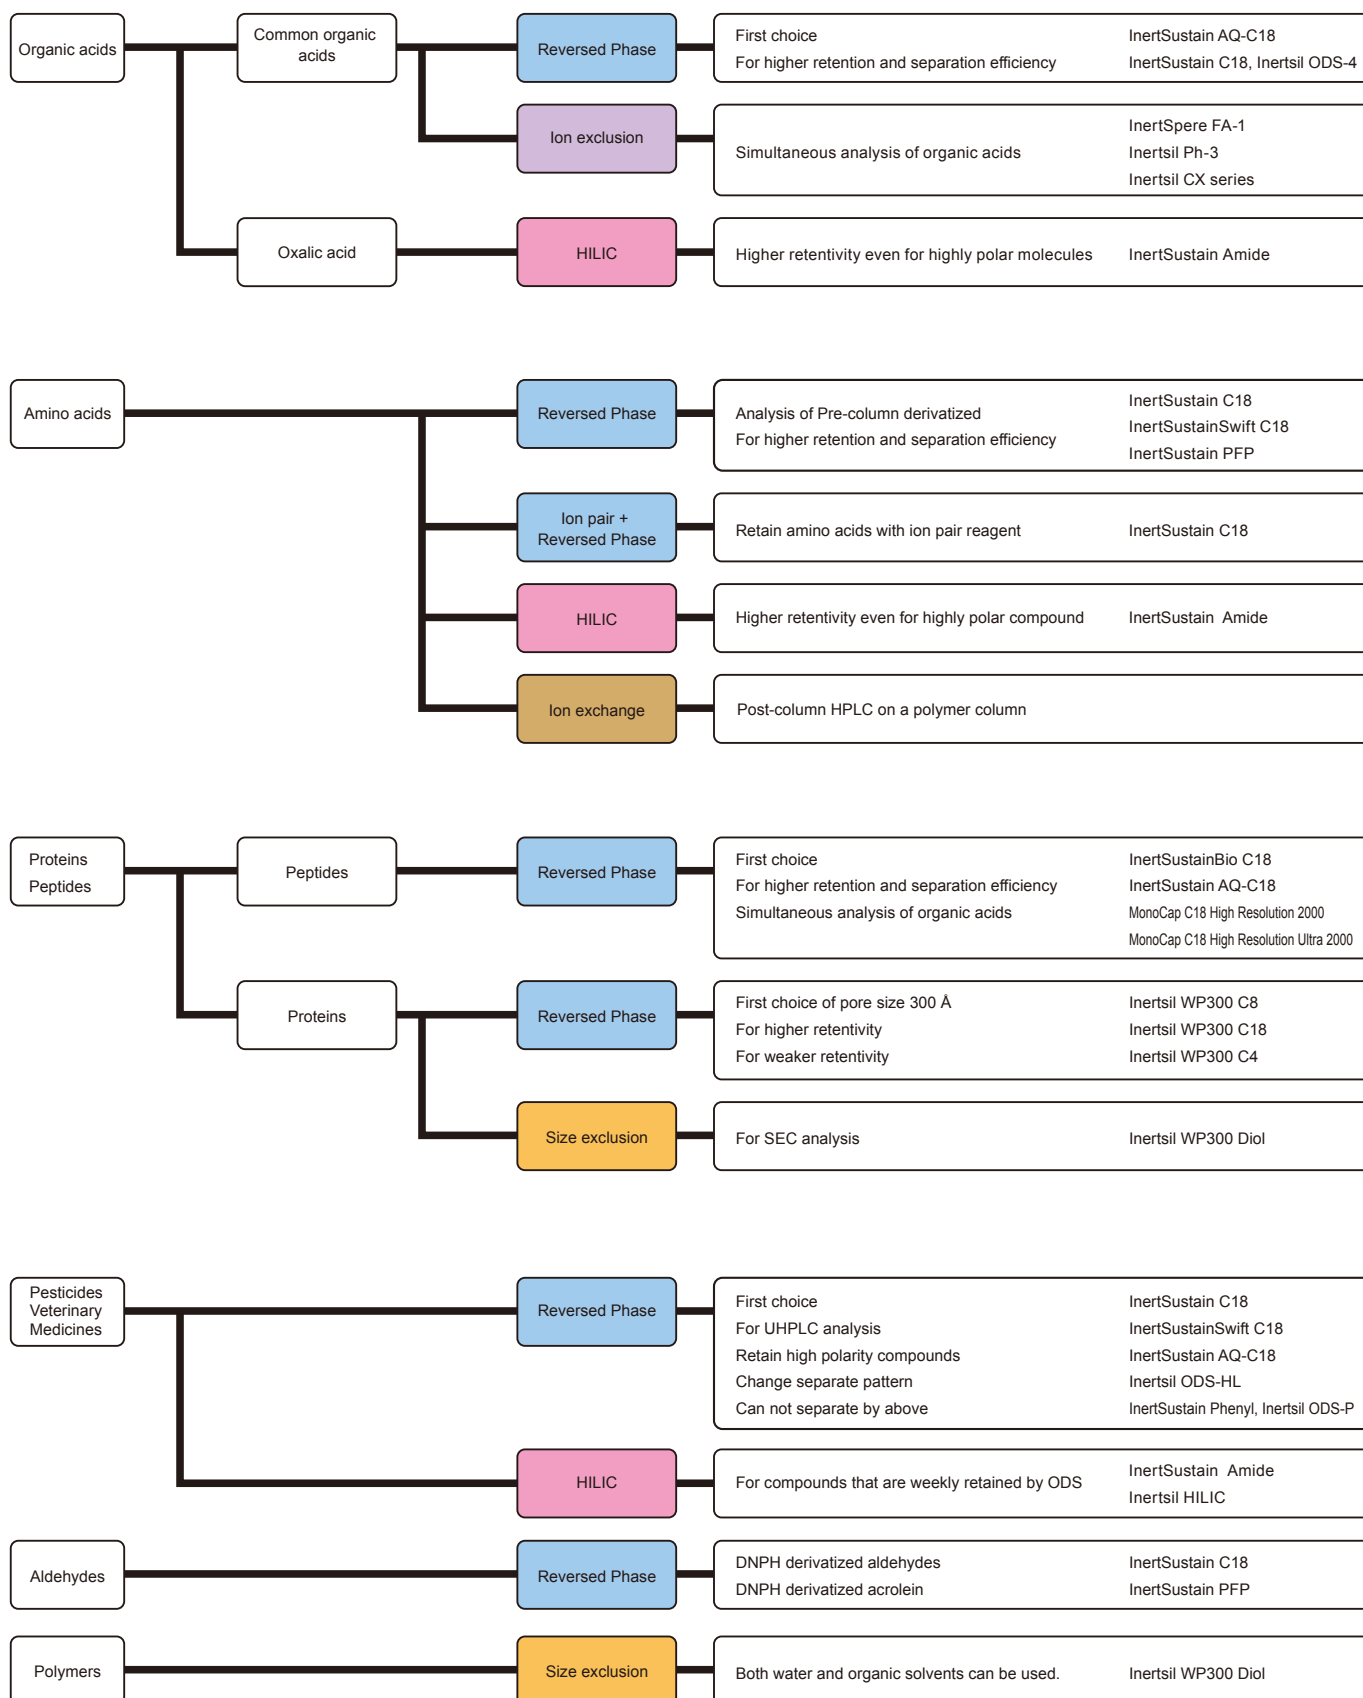 Organic acids
Common organic
acids
Reversed Phase
First choice InertSustain AQ-C18
For higher retention and separation efficiency InertSustain C18, Inertsil ODS-4
Ion exclusion
Simultaneous analysis of organic acids
InertSpere FA-1
Inertsil Ph-3
Inertsil CX series
Oxalic acid
HILIC
Higher retentivity even for highly polar molecules InertSustain Amide
Amino acids
Reversed Phase
Analysis of Pre-column derivatized
For higher retention and separation efficiency
InertSustain C18
InertSustainSwift C18
InertSustain PFP
Ion pair +
Reversed Phase
Retain amino acids with ion pair reagent InertSustain C18
HILIC
Higher retentivity even for highly polar compound InertSustain Amide
Ion exchange
Post-column HPLC on a polymer column
Proteins
Peptides
Peptides
Reversed Phase
First choice InertSustainBio C18
For higher retention and separation efficiency InertSustain AQ-C18
Simultaneous analysis of organic acids MonoCap C18 High Resolution 2000
MonoCap C18 High Resolution Ultra 2000
Proteins
Reversed Phase
First choice of pore size 300 Å Inertsil WP300 C8
For higher retentivity Inertsil WP300 C18
For weaker retentivity Inertsil WP300 C4
Size exclusion
For SEC analysis Inertsil WP300 Diol
Pesticides
Veterinary
Medicines
Reversed Phase
First choice InertSustain C18
For UHPLC analysis InertSustainSwift C18
Retain high polarity compounds InertSustain AQ-C18
Change separate pattern Inertsil ODS-HL
Can not separate by above InertSustain Phenyl, Inertsil ODS-P
HILIC
For compounds that are weekly retained by ODS
InertSustain Amide
Inertsil HILIC
Aldehydes
Reversed Phase
DNPH derivatized aldehydes InertSustain C18
DNPH derivatized acrolein InertSustain PFP
Polymers
Size exclusion
Both water and organic solvents can be used. Inertsil WP300 Diol